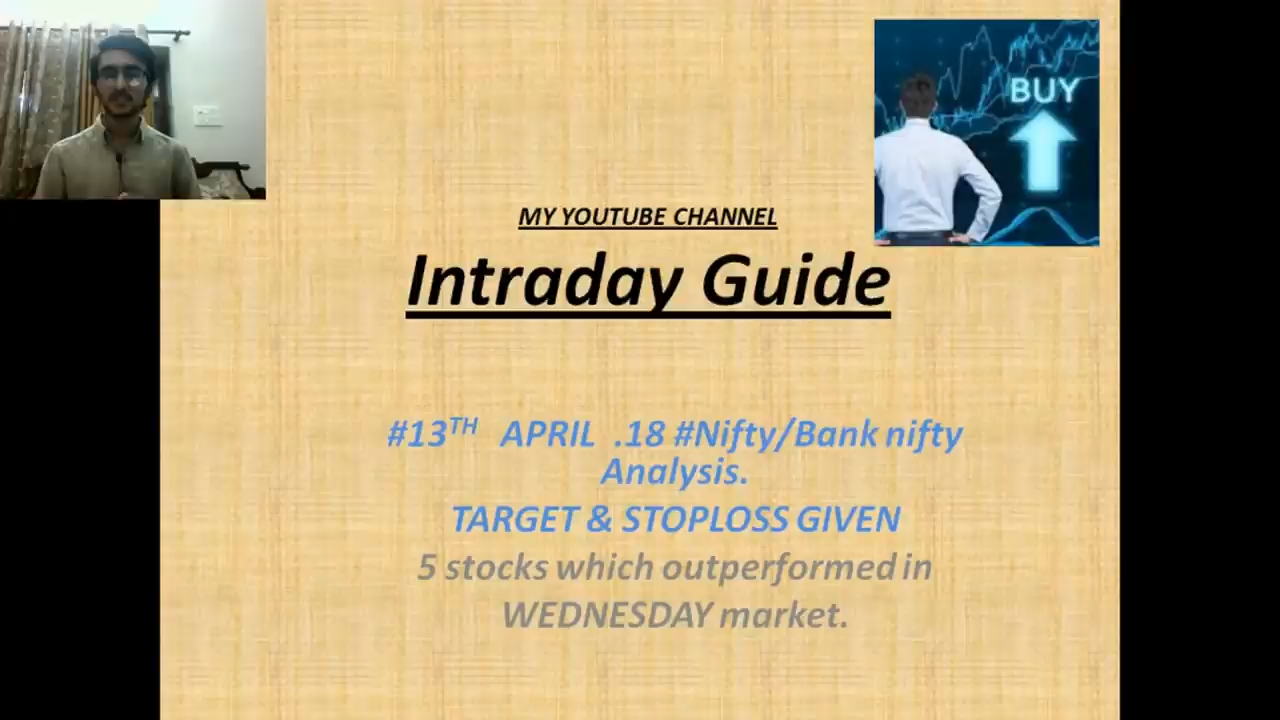 BUY
MY YOUTUBE CHANNEL
Intraday Guide
#13TH APRIL .18 #Nifty/Bank nifty
Analysis.
TARGET & STOPLOSS GIVEN
5 stocks which outperformed in
WEDNESDAY market.